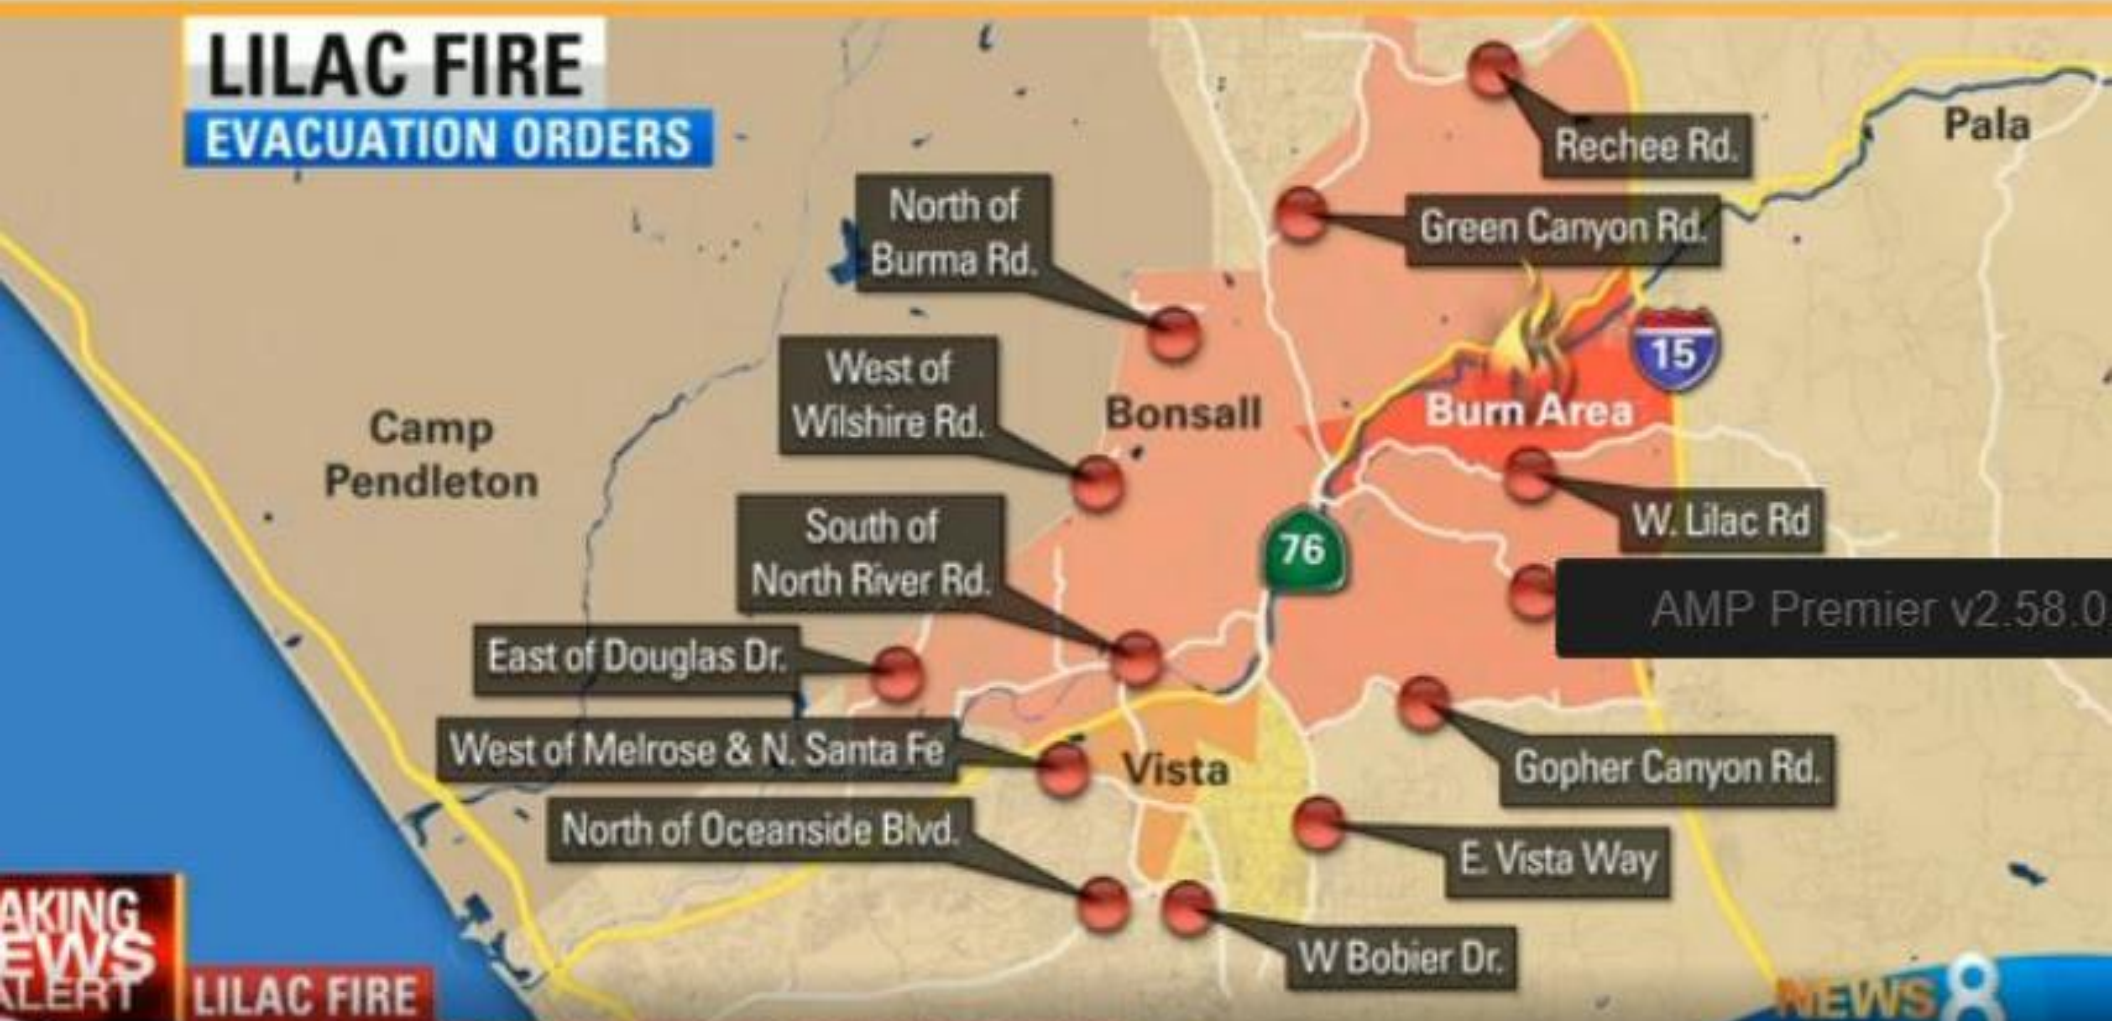 LILAC FIRE
EVACUATION ORDERS
Pala
Rechee Rd.
North of
Burma Rd.
Green Canyon Rd.
15
West of
Wilshire Rd.
Bonsall
Burn Area
Camp
Pendleton
South of
North River Rd.
76
W. Lilac Rd
AMP Premier v2.58.0
East of Douglas Dr.
West of Melrose & N. Santa Fe
Vista
Gopher Canyon Rd.
North of Oceanside Blvd.
E. Vista Way
W Bobier Dr.
AKING
EWS
ALERT
LILAC FIRE
NEWS 8